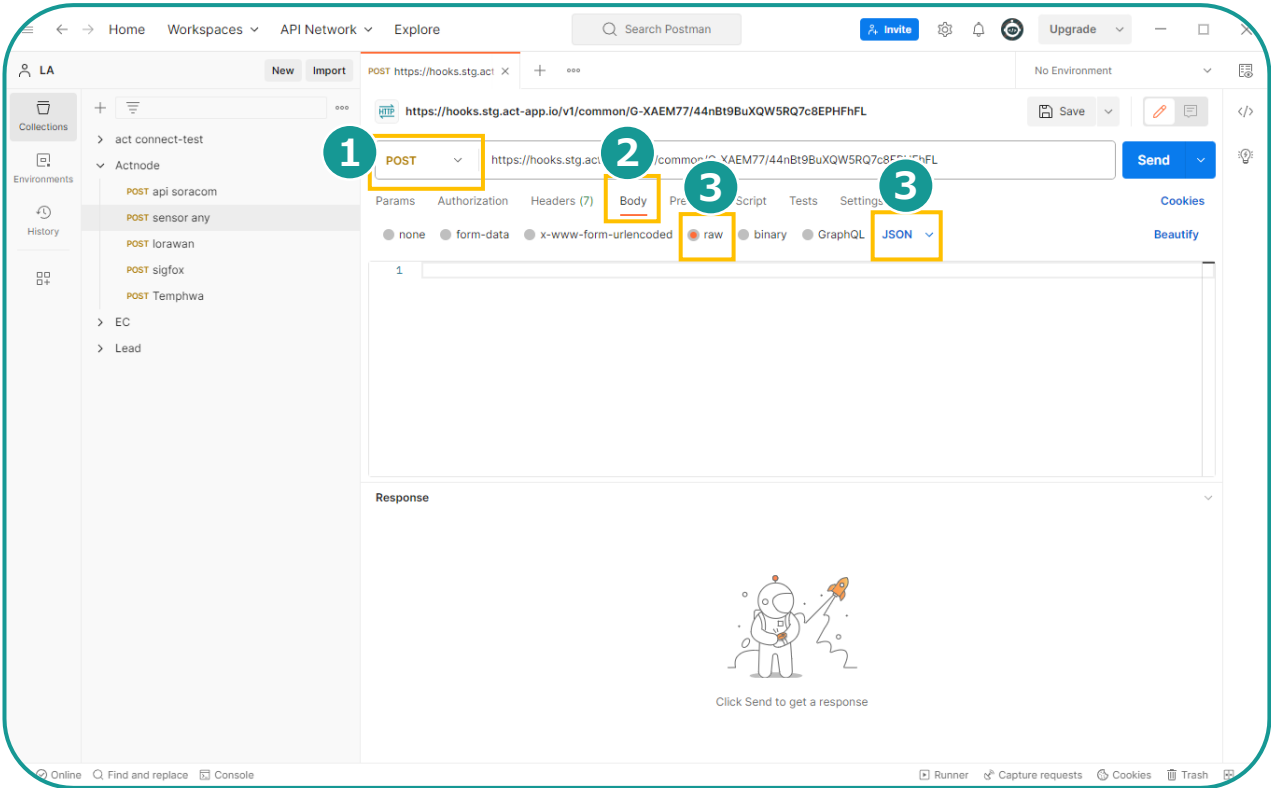 Home Workspaces API Network Explore Search Postman Invite Upgrade
LA New Import POST https://hooks.stg.act No Environment
Collections
Environments
History
act connect-test
Actnode
POST api soracom
POST sensor any
POST lorawan
POST sigfox
POST Temphwa
EC
Lead
HTTP https://hooks.stg.act-app.io/v1/common/G-XAEM77/44nBt9BuXQW5RQ7c8EPHFhFL Save </>
1 2 3 3
POST https://hooks.stg.act /common/G-XAEM77/44nBt9BuXQW5RQ7c8EPHFhFL Send
Params Authorization Headers (7) Body Pre Script Tests Settings Cookies
none form-data x-www-form-urlencoded raw binary GraphQL JSON Beautify
1
Response
Click Send to get a response
Online Find and replace Console Runner Capture requests Cookies Trash